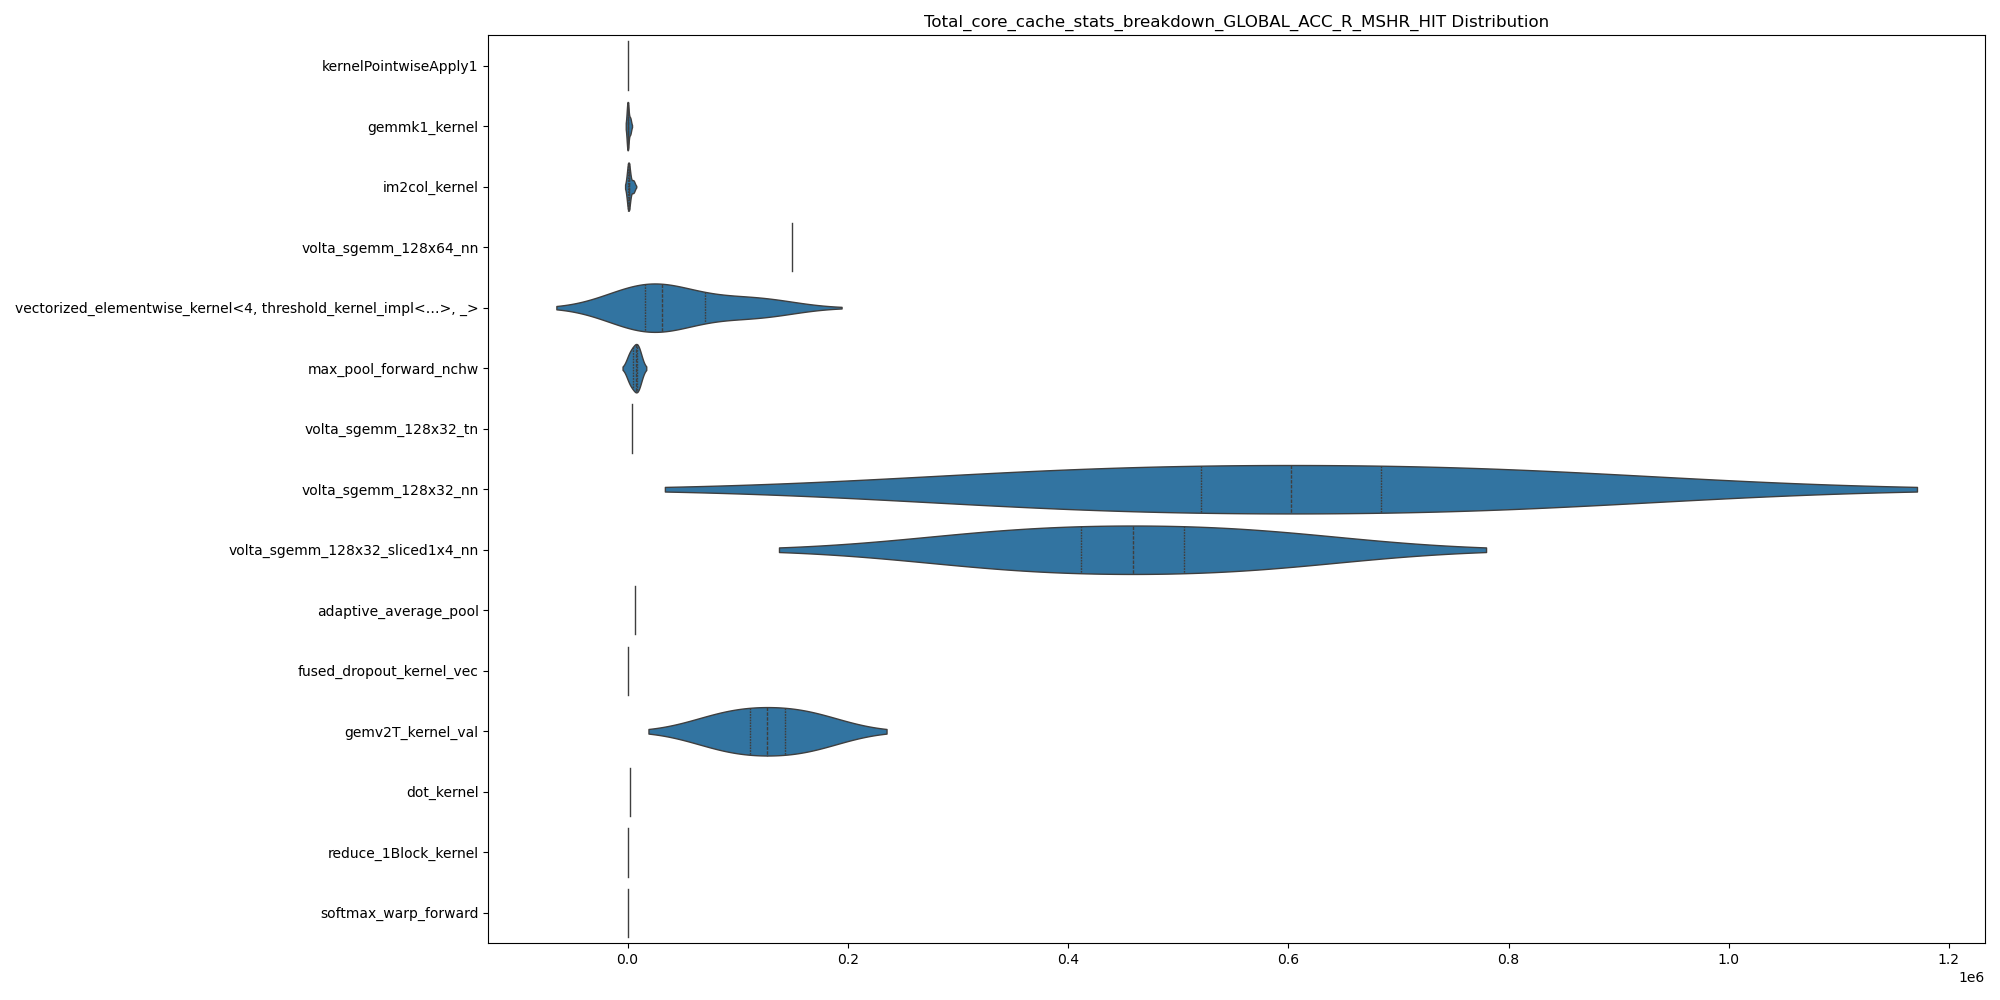 Total_core_cache_stats_breakdown_GLOBAL_ACC_R_MSHR_HIT Distribution
kernelPointwiseApply1
gemmk1_kernel
im2col_kernel
volta_sgemm_128x64_nn
vectorized_elementwise_kernel<4, threshold_kernel_impl<...>, _>
max_pool_forward_nchw
volta_sgemm_128x32_tn
volta_sgemm_128x32_nn
volta_sgemm_128x32_sliced1x4_nn
adaptive_average_pool
fused_dropout_kernel_vec
gemv2T_kernel_val
dot_kernel
reduce_1Block_kernel
softmax_warp_forward
0.0 0.2 0.4 0.6 0.8 1.0 1.2
1e6